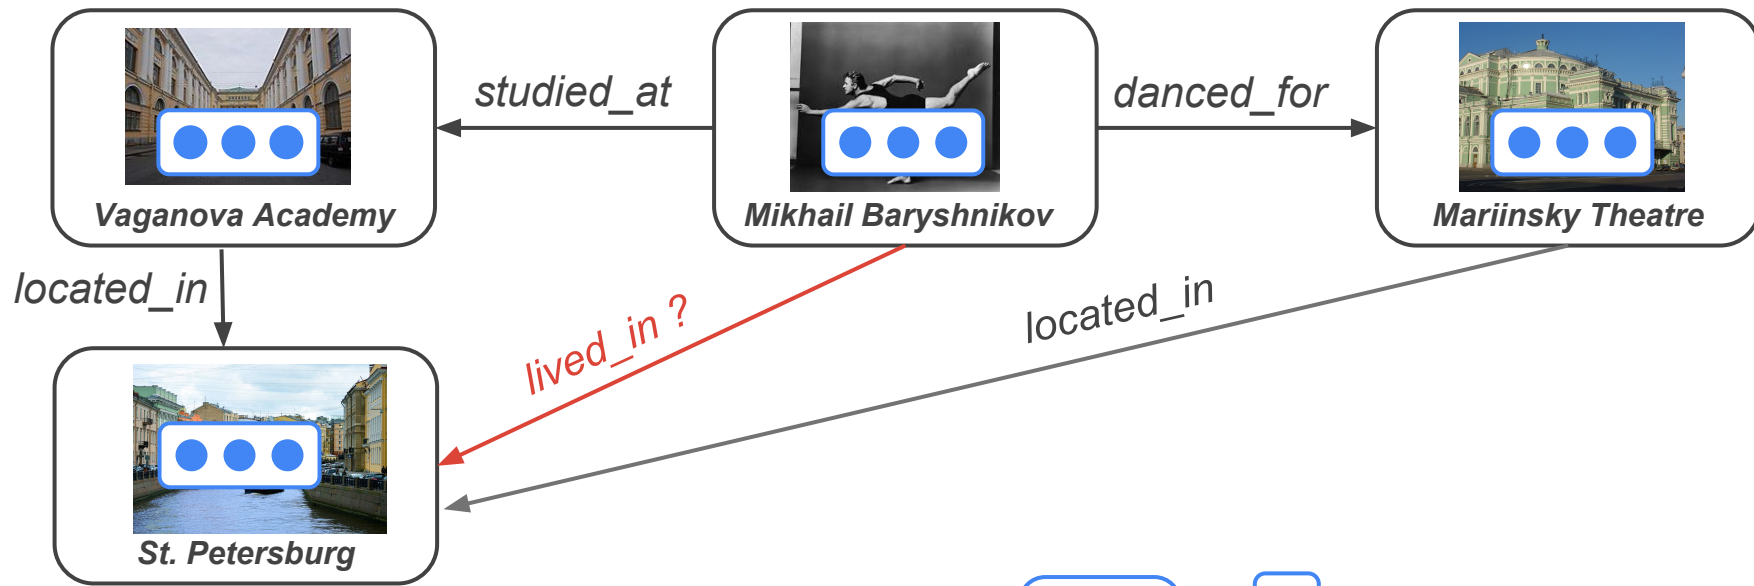 studied_at
danced_for
Vaganova Academy
Mikhail Baryshnikov
Mariinsky Theatre
located_in
lived_in ?
located_in
St. Petersburg